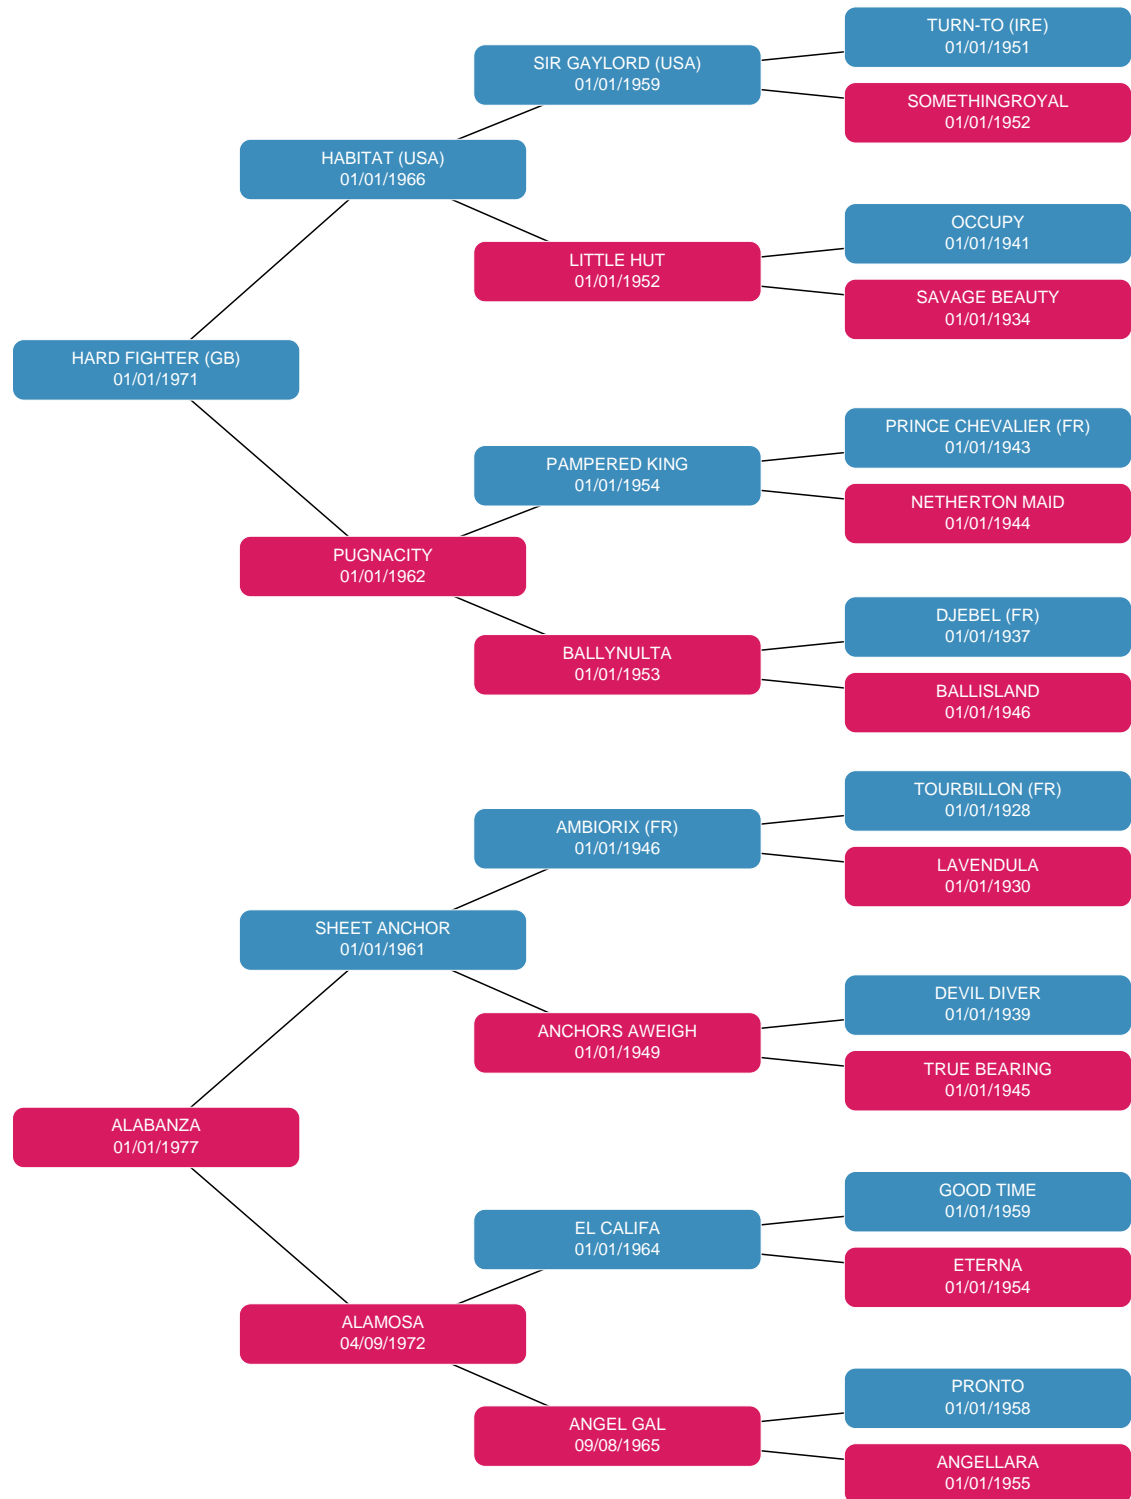 TURN-TO (IRE)
01/01/1951
SIR GAYLORD (USA)
01/01/1959
SOMETHINGROYAL
01/01/1952
HABITAT (USA)
01/01/1966
OCCUPY
01/01/1941
LITTLE HUT
01/01/1952
SAVAGE BEAUTY
01/01/1934
HARD FIGHTER (GB)
01/01/1971
PRINCE CHEVALIER (FR)
01/01/1943
PAMPERED KING
01/01/1954
NETHERTON MAID
01/01/1944
PUGNACITY
01/01/1962
DJEBEL (FR)
01/01/1937
BALLYNULTA
01/01/1953
BALLISLAND
01/01/1946
TOURBILLON (FR)
01/01/1928
AMBIORIX (FR)
01/01/1946
LAVENDULA
01/01/1930
SHEET ANCHOR
01/01/1961
DEVIL DIVER
01/01/1939
ANCHORS AWEIGH
01/01/1949
TRUE BEARING
01/01/1945
ALABANZA
01/01/1977
GOOD TIME
01/01/1959
EL CALIFA
01/01/1964
ETERNA
01/01/1954
ALAMOSA
04/09/1972
PRONTO
01/01/1958
ANGEL GAL
09/08/1965
ANGELLARA
01/01/1955